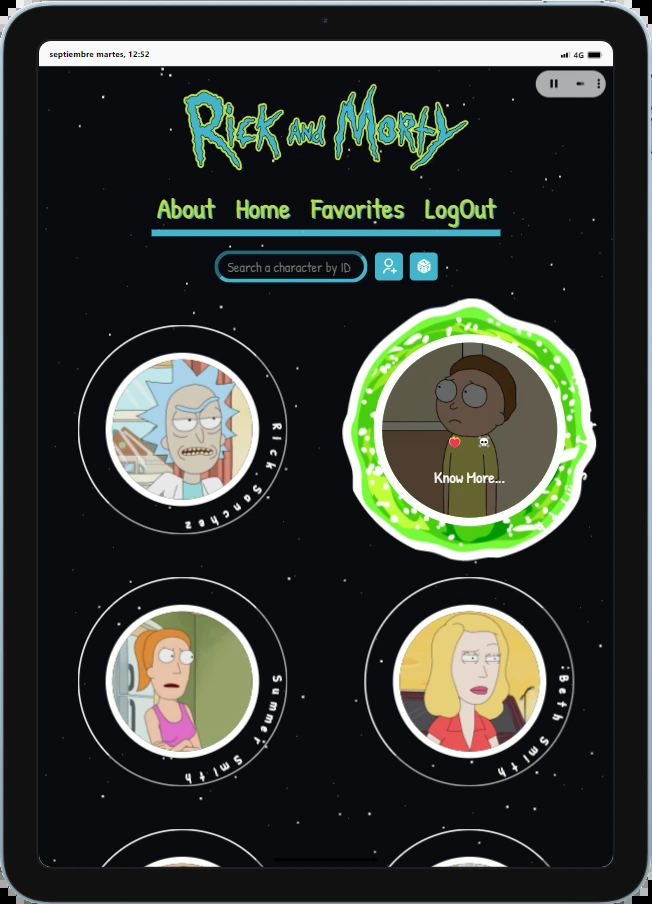 septiembre martes, 12:52
4G
Rick and Morty
About Home Favorites LogOut
Search a character by ID
Rick Sanchez
Know More...
Summer Smith
Beth Smith